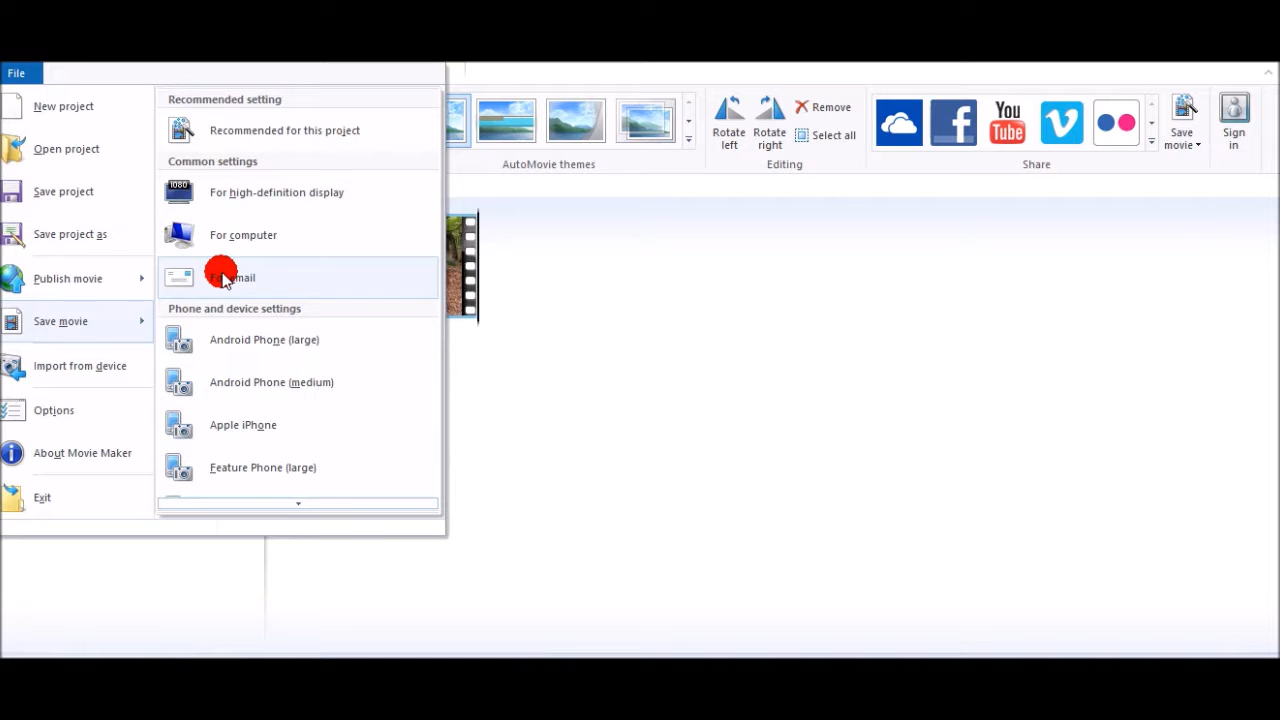 File
New project
Open project
Save project
Save project as
Publish movie
Save movie
Import from device
Options
About Movie Maker
Exit
Recommended setting
Recommended for this project
Common settings
1080
For high-definition display
For computer
Phone and device settings
Android Phone (large)
Android Phone (medium)
Apple iPhone
Feature Phone (large)
AutoMovie themes
Rotate left
Rotate right
Remove
Select all
Editing
f
You Tube
v
Share
Save movie
Sign in